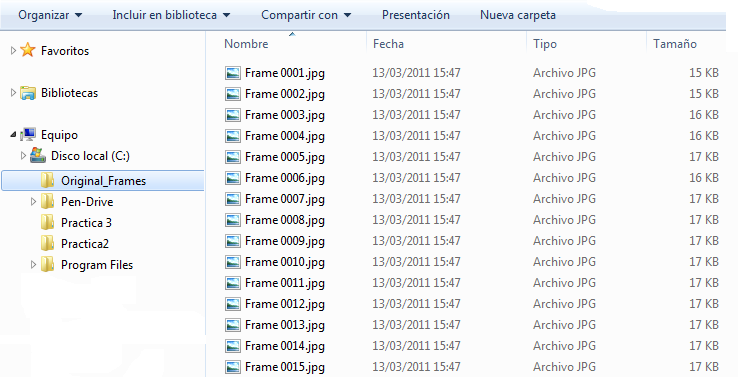 Organizar Incluir en biblioteca Compartir con Presentación Nueva carpeta
Favoritos
Bibliotecas
Equipo
Disco local (C:)
Original_Frames
Pen-Drive
Practica 3
Practica2
Program Files
Nombre Fecha Tipo Tamaño
Frame 0001.jpg 13/03/2011 15:47 Archivo JPG 15 KB
Frame 0002.jpg 13/03/2011 15:47 Archivo JPG 15 KB
Frame 0003.jpg 13/03/2011 15:47 Archivo JPG 16 KB
Frame 0004.jpg 13/03/2011 15:47 Archivo JPG 16 KB
Frame 0005.jpg 13/03/2011 15:47 Archivo JPG 17 KB
Frame 0006.jpg 13/03/2011 15:47 Archivo JPG 16 KB
Frame 0007.jpg 13/03/2011 15:47 Archivo JPG 17 KB
Frame 0008.jpg 13/03/2011 15:47 Archivo JPG 17 KB
Frame 0009.jpg 13/03/2011 15:47 Archivo JPG 17 KB
Frame 0010.jpg 13/03/2011 15:47 Archivo JPG 17 KB
Frame 0011.jpg 13/03/2011 15:47 Archivo JPG 17 KB
Frame 0012.jpg 13/03/2011 15:47 Archivo JPG 17 KB
Frame 0013.jpg 13/03/2011 15:47 Archivo JPG 17 KB
Frame 0014.jpg 13/03/2011 15:47 Archivo JPG 17 KB
Frame 0015.jpg 13/03/2011 15:47 Archivo JPG 17 KB